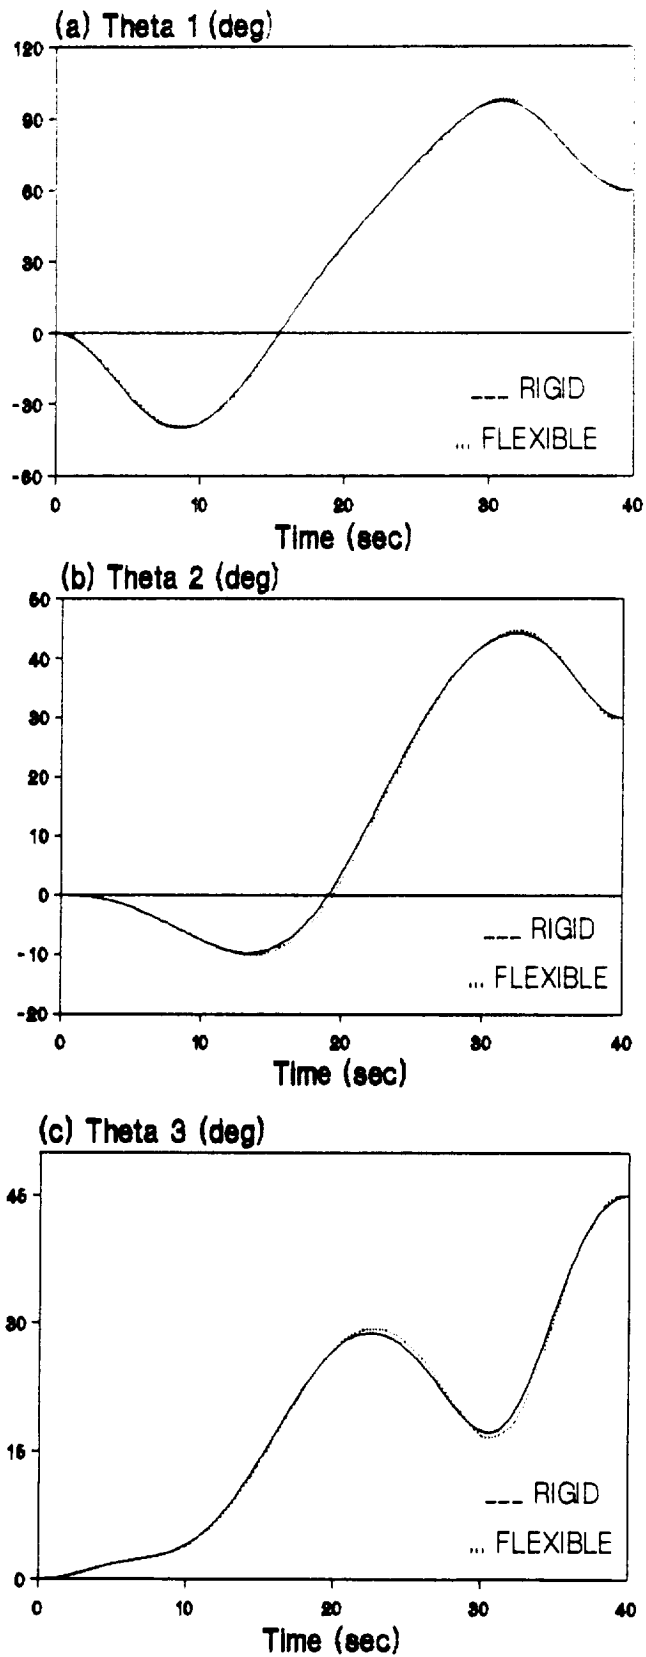 (a) Theta 1 (deg)
120
90
60
30
0
-30
-60
--- RIGID
... FLEXIBLE
0 10 20 30 40
Time (sec)
(b) Theta 2 (deg)
50
40
30
20
10
0
-10
-20
--- RIGID
... FLEXIBLE
0 10 20 30 40
Time (sec)
(c) Theta 3 (deg)
45
30
15
0
--- RIGID
... FLEXIBLE
0 10 20 30 40
Time (sec)